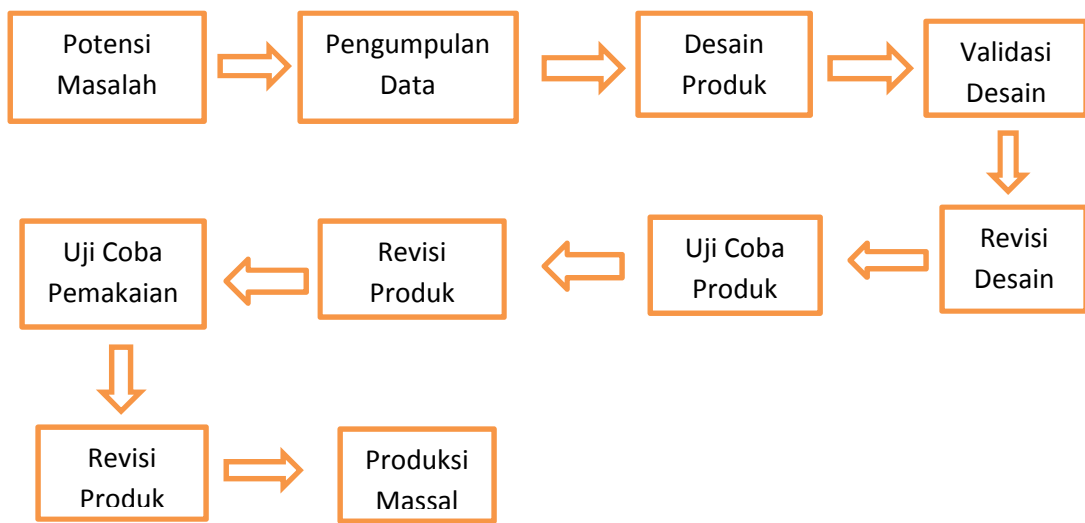 Potensi
Masalah
Pengumpulan
Data
Desain
Produk
Validasi
Desain
Revisi
Desain
Uji Coba
Produk
Revisi
Produk
Uji Coba
Pemakaian
Revisi
Produk
Produksi
Massal